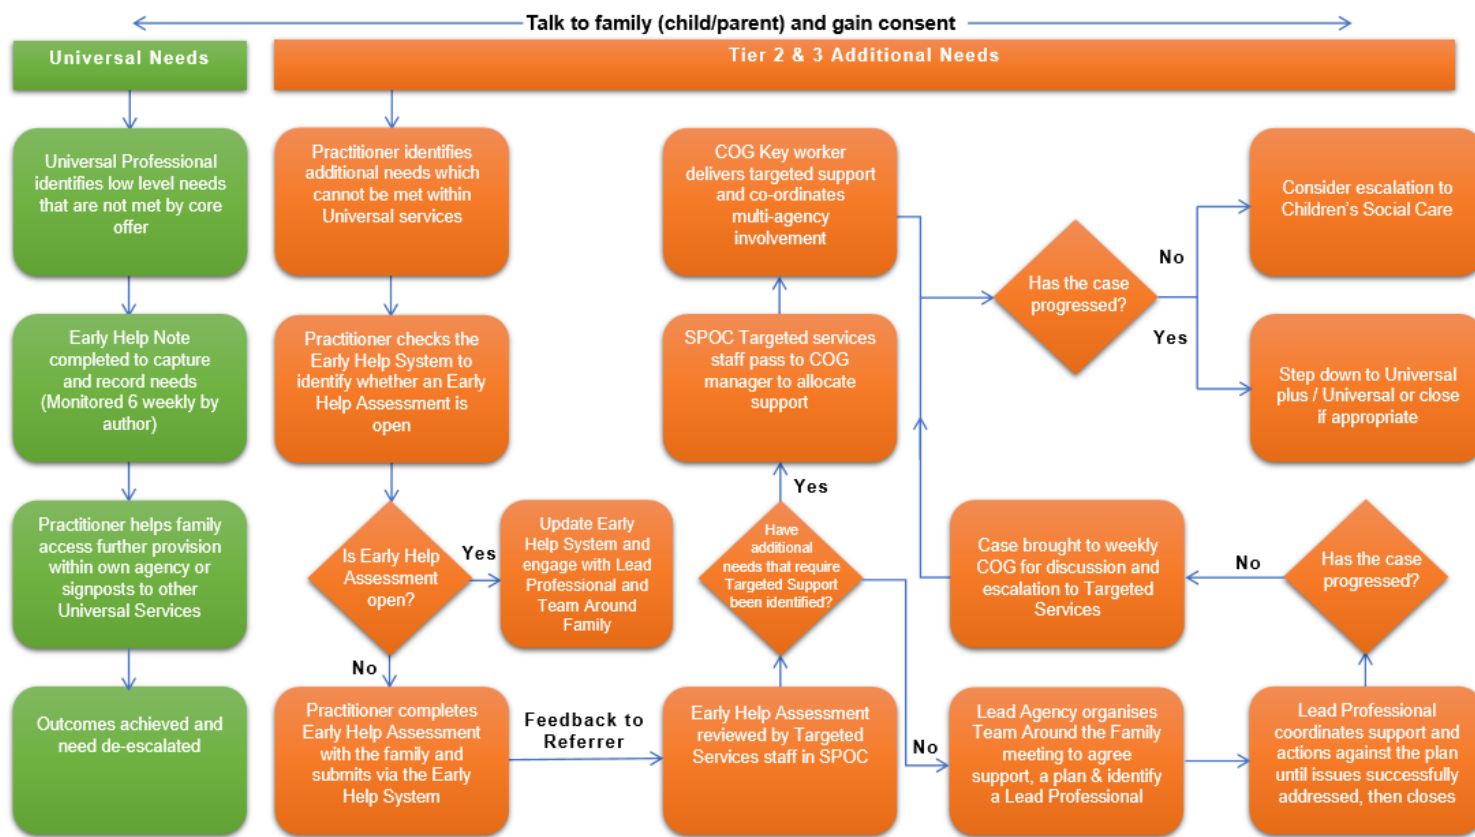 Talk to family (child/parent) and gain consent
Universal Needs
Tier 2 & 3 Additional Needs
Universal Professional
identifies low level needs
that are not met by core
offer
Early Help Note
completed to capture
and record needs
(Monitored 6 weekly by
author)
Practitioner helps family
access further provision
within own agency or
signposts to other
Universal Services
Outcomes achieved and
need de-escalated
Practitioner identifies
additional needs which
cannot be met within
Universal services
Practitioner checks the
Early Help System to
identify whether an Early
Help Assessment is
open
Is Early Help
Assessment
open?
Yes
Update Early
Help System and
engage with Lead
Professional and
Team Around
Family
No
Practitioner completes
Early Help Assessment
with the family and
submits via the Early
Help System
Feedback to
Referrer
Early Help Assessment
reviewed by Targeted
Services staff in SPOC
Have
additional
needs that require
Targeted Support
been identified?
Yes
SPOC Targeted services
staff pass to COG
manager to allocate
support
COG Key worker
delivers targeted support
and co-ordinates
multi-agency
involvement
No
Lead Agency organises
Team Around the Family
meeting to agree
support, a plan & identify
a Lead Professional
Lead Professional
coordinates support and
actions against the plan
until issues successfully
addressed, then closes
Has the case
progressed?
No
Case brought to weekly
COG for discussion and
escalation to Targeted
Services
Has the case
progressed?
No
Consider escalation to
Children’s Social Care
Yes
Step down to Universal
plus / Universal or close
if appropriate